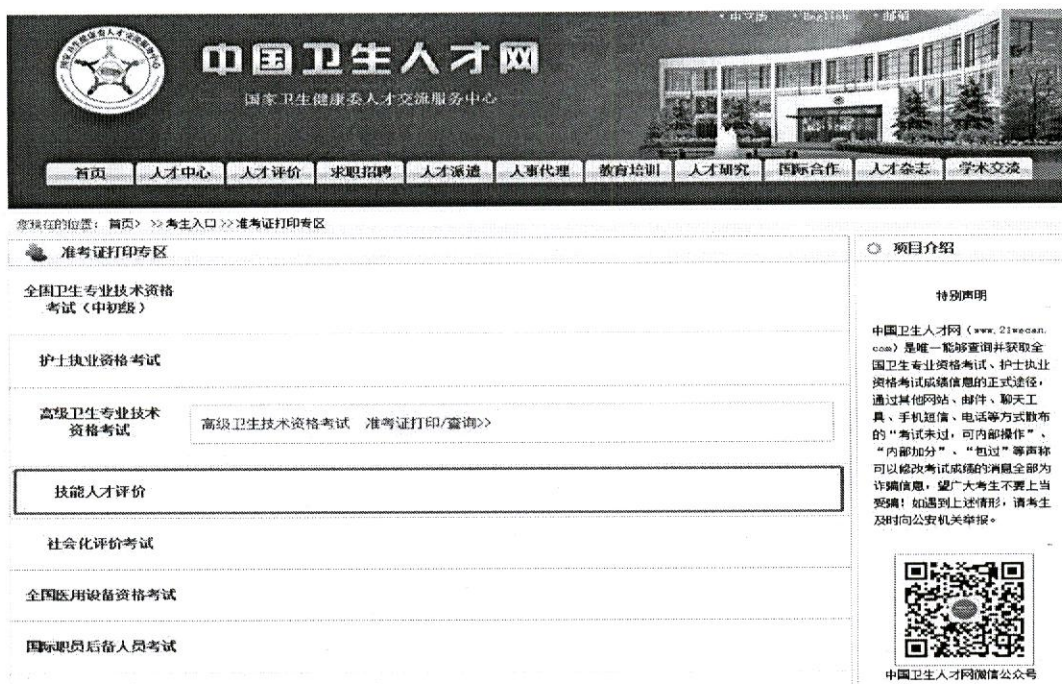 ·中文版 ·English ·邮箱
中国卫生人才网
国家卫生健康委人才交流服务中心
首页 人才中心 人才评价 求职招聘 人才派遣 人事代理 教育培训 人才研究 国际合作 人才杂志 学术交流
您现在的位置： 首页> >>考生入口>>准考证打印专区
准考证打印专区
全国卫生专业技术资格
考试（中初级）
护士执业资格考试
高级卫生专业技术
资格考试
高级卫生技术资格考试 准考证打印/查询>>
技能人才评价
社会化评价考试
全国医用设备资格考试
国际职员后备人员考试
项目介绍
特别声明
中国卫生人才网（www.21wecan.
com）是唯一能够查询并获取全
国卫生专业资格考试、护士执业
资格考试成绩信息的正式途径，
通过其他网站、邮件、聊天工
具、手机短信、电话等方式散布
的“考试未过，可内部操作”、
“内部加分”、“包过”等声称
可以修改考试成绩的消息全部为
诈骗信息，望广大考生不要上当
受骗！如遇到上述情形，请考生
及时向公安机关举报。
中国卫生人才网微信公众号